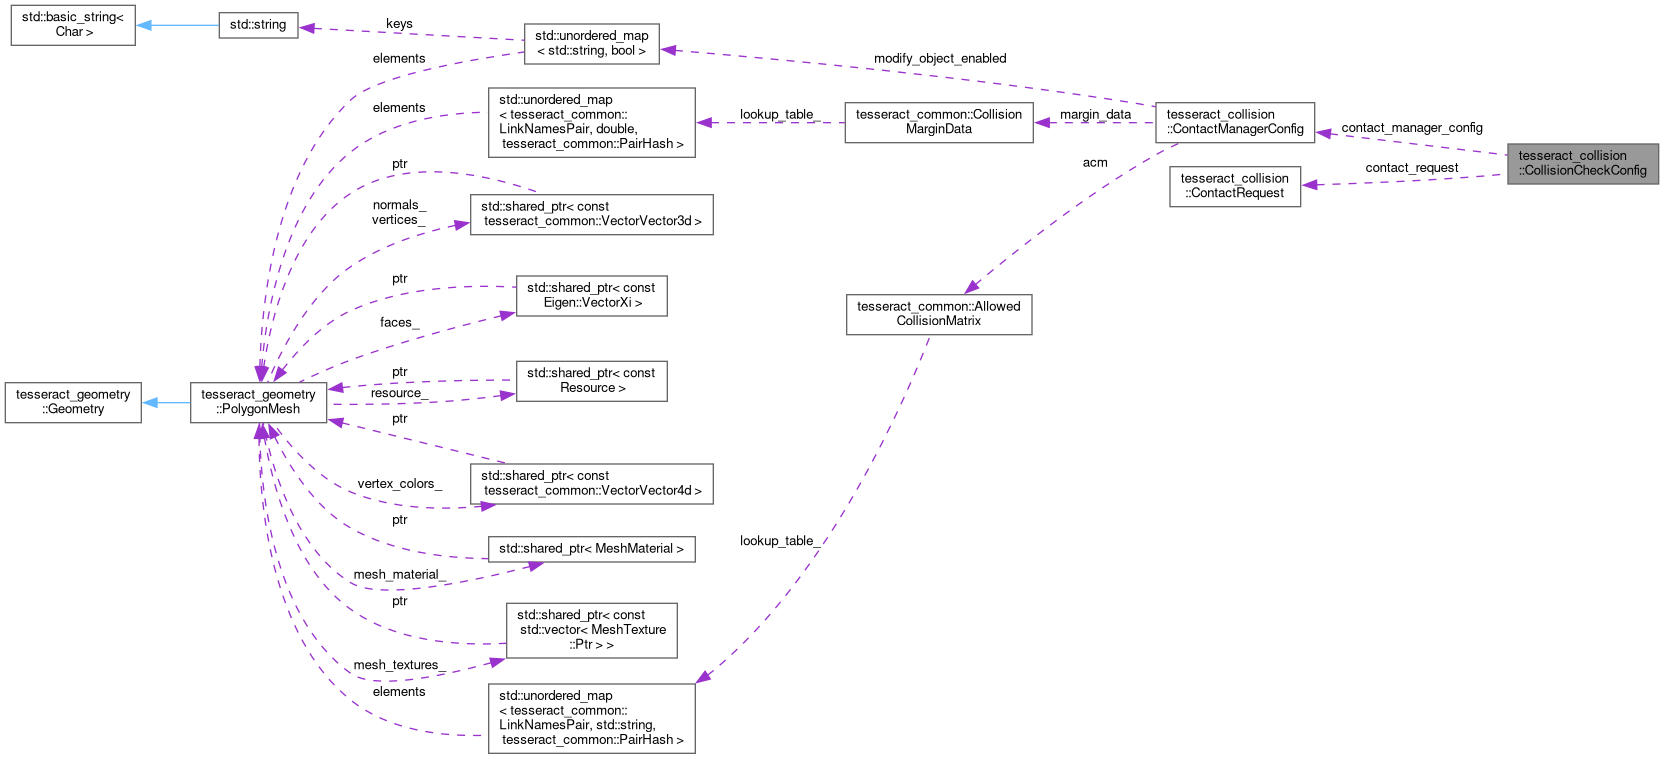 std::basic_string<
Char >
std::string
keys
std::unordered_map
< std::string, bool >
elements
modify_object_enabled
elements
std::unordered_map
< tesseract_common::
LinkNamesPair, double,
tesseract_common::PairHash >
lookup_table_
tesseract_common::Collision
MarginData
margin_data
tesseract_collision
::ContactManagerConfig
contact_manager_config
tesseract_collision
::CollisionCheckConfig
contact_request
tesseract_collision
::ContactRequest
acm
ptr
normals_
vertices_
std::shared_ptr< const
tesseract_common::VectorVector3d >
ptr
std::shared_ptr< const
Eigen::VectorXi >
faces_
tesseract_common::Allowed
CollisionMatrix
ptr
resource_
std::shared_ptr< const
Resource >
tesseract_geometry
::Geometry
tesseract_geometry
::PolygonMesh
ptr
std::shared_ptr< const
tesseract_common::VectorVector4d >
vertex_colors_
ptr
std::shared_ptr< MeshMaterial >
lookup_table_
mesh_material_
ptr
std::shared_ptr< const
std::vector< MeshTexture
::Ptr > >
mesh_textures_
elements
std::unordered_map
< tesseract_common::
LinkNamesPair, std::string,
tesseract_common::PairHash >